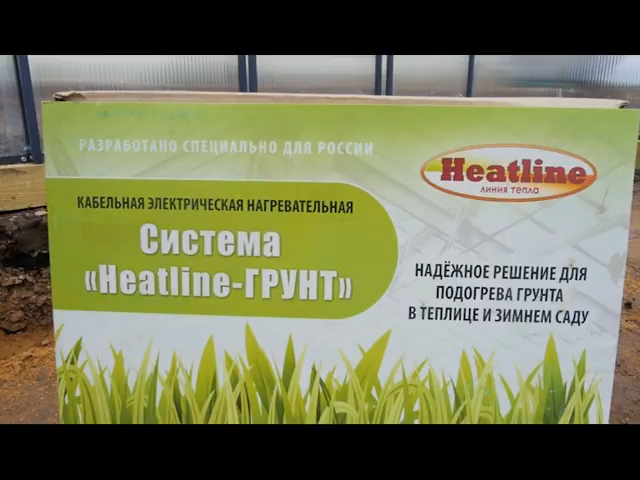 РАЗРАБОТАНО СПЕЦИАЛЬНО ДЛЯ РОССИИ
Heatline
ЛИНИЯ ТЕПЛА
КАБЕЛЬНАЯ ЭЛЕКТРИЧЕСКАЯ НАГРЕВАТЕЛЬНАЯ
Система
«Heatline-ГРУНТ»
НАДЁЖНОЕ РЕШЕНИЕ ДЛЯ
ПОДОГРЕВА ГРУНТА
В ТЕПЛИЦЕ И ЗИМНЕМ САДУ